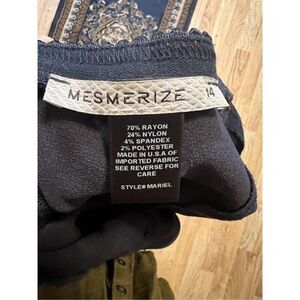 MESMERIZE
14
70% RAYON
24% NYLON
4% SPANDEX
2% POLYESTER
MADE IN U.S.A OF
IMPORTED FABRIC
SEE REVERSE FOR
CARE
STYLE# MARIEL